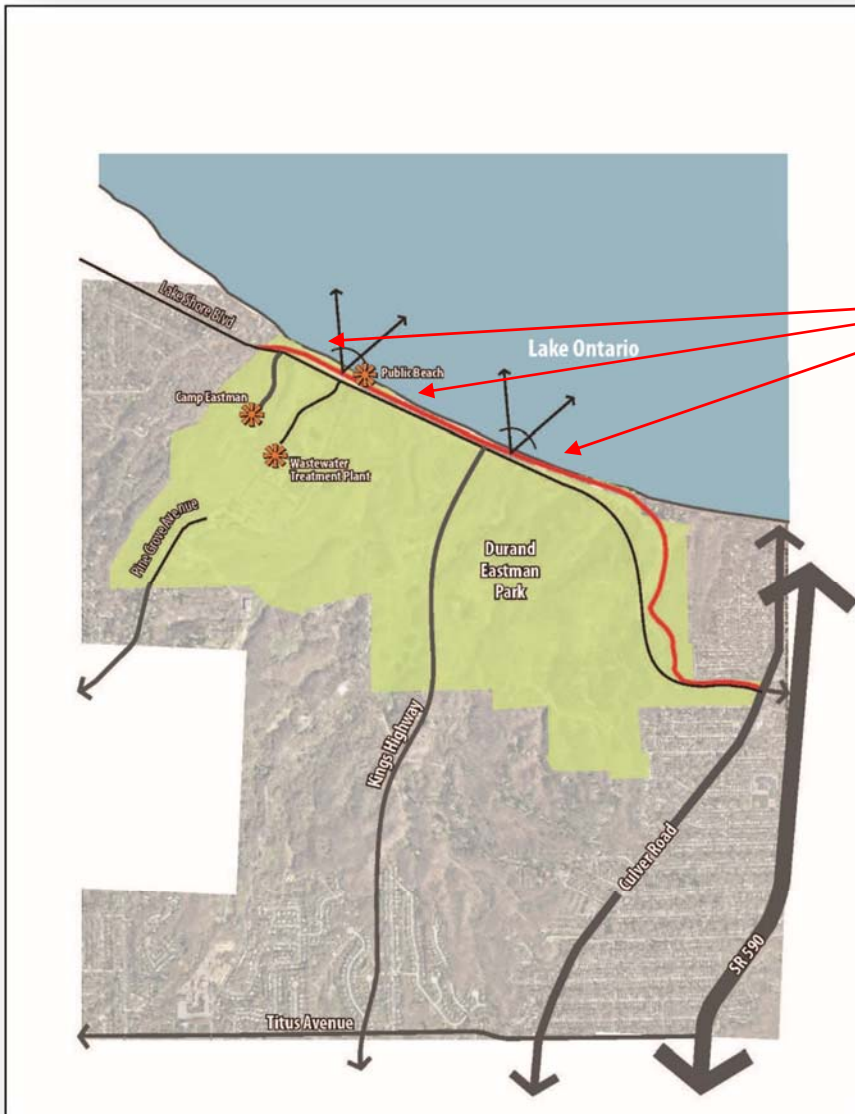 Lake Shore Blvd
Lake Ontario
Public Beach
Camp Eastman
Wastewater
Treatment Plant
Pine Grove Avenue
Durand
Eastman
Park
Kings Highway
Culver Road
SR 590
Titus Avenue